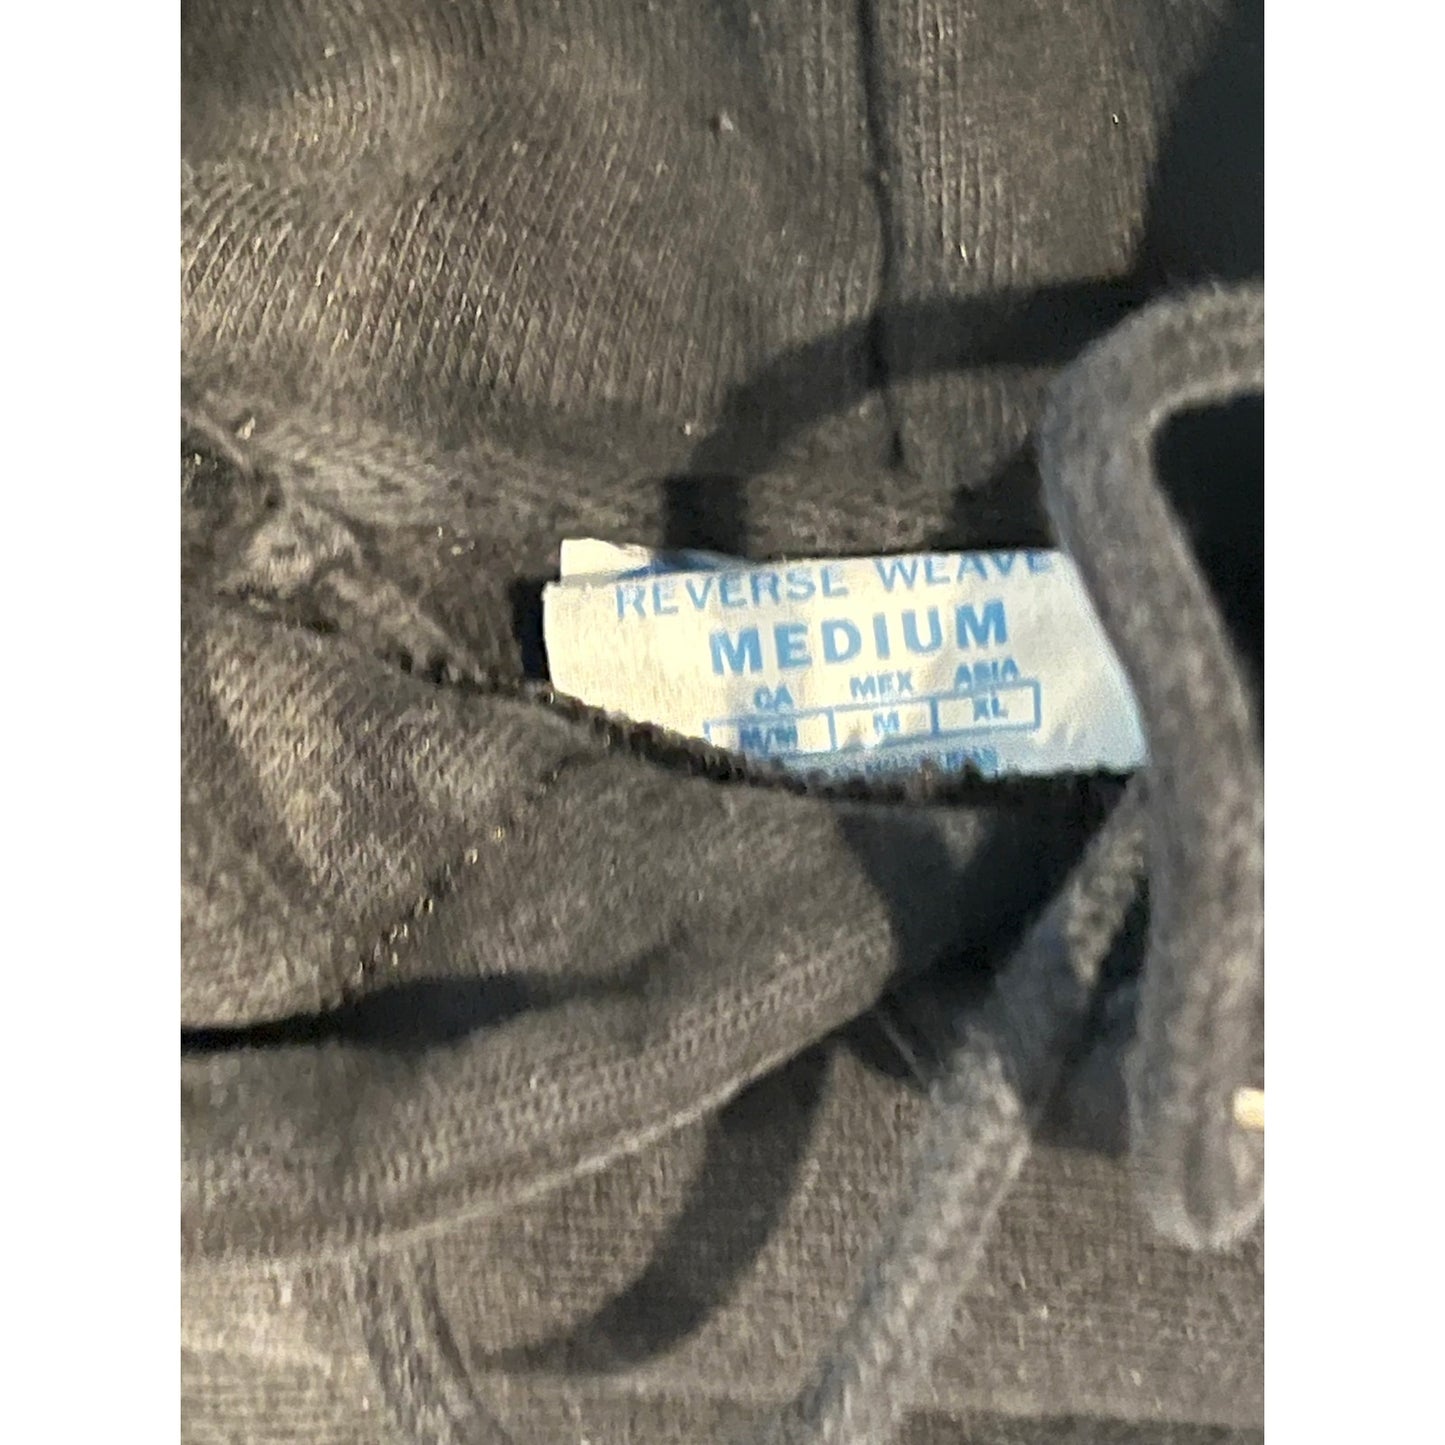 REVERSE WEAVE
MEDIUM
CA MEX ASIA
M/M M XL